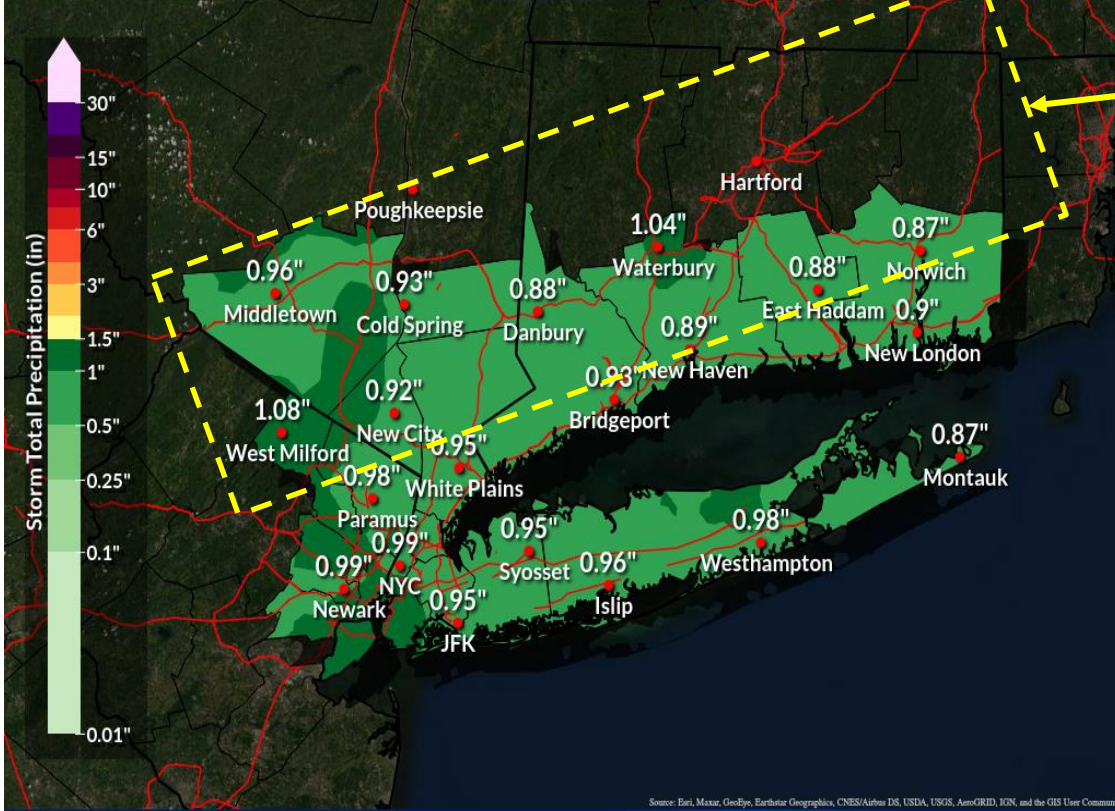 Storm Total Precipitation (in)
30"
15"
10"
6"
3"
1.5"
1"
0.5"
0.25"
0.1"
0.01"
Poughkeepsie
Hartford
0.96"
Middletown
0.93"
Cold Spring
0.88"
Danbury
1.04"
Waterbury
0.88"
East Haddam
0.87"
Norwich
0.9"
New London
0.89"
New Haven
0.93"
Bridgeport
0.92"
New City
1.08"
West Milford
0.95"
White Plains
0.98"
Paramus
0.99"
NYC
0.99"
Newark
0.95"
JFK
0.95"
Syosset
0.96"
Islip
0.98"
Westhampton
0.87"
Montauk
Source: Esri, Maxar, GeoEye, Earthstar Geographics, CNES/Airbus DS, USDA, USGS, AeroGRID, IGN, and the GIS User